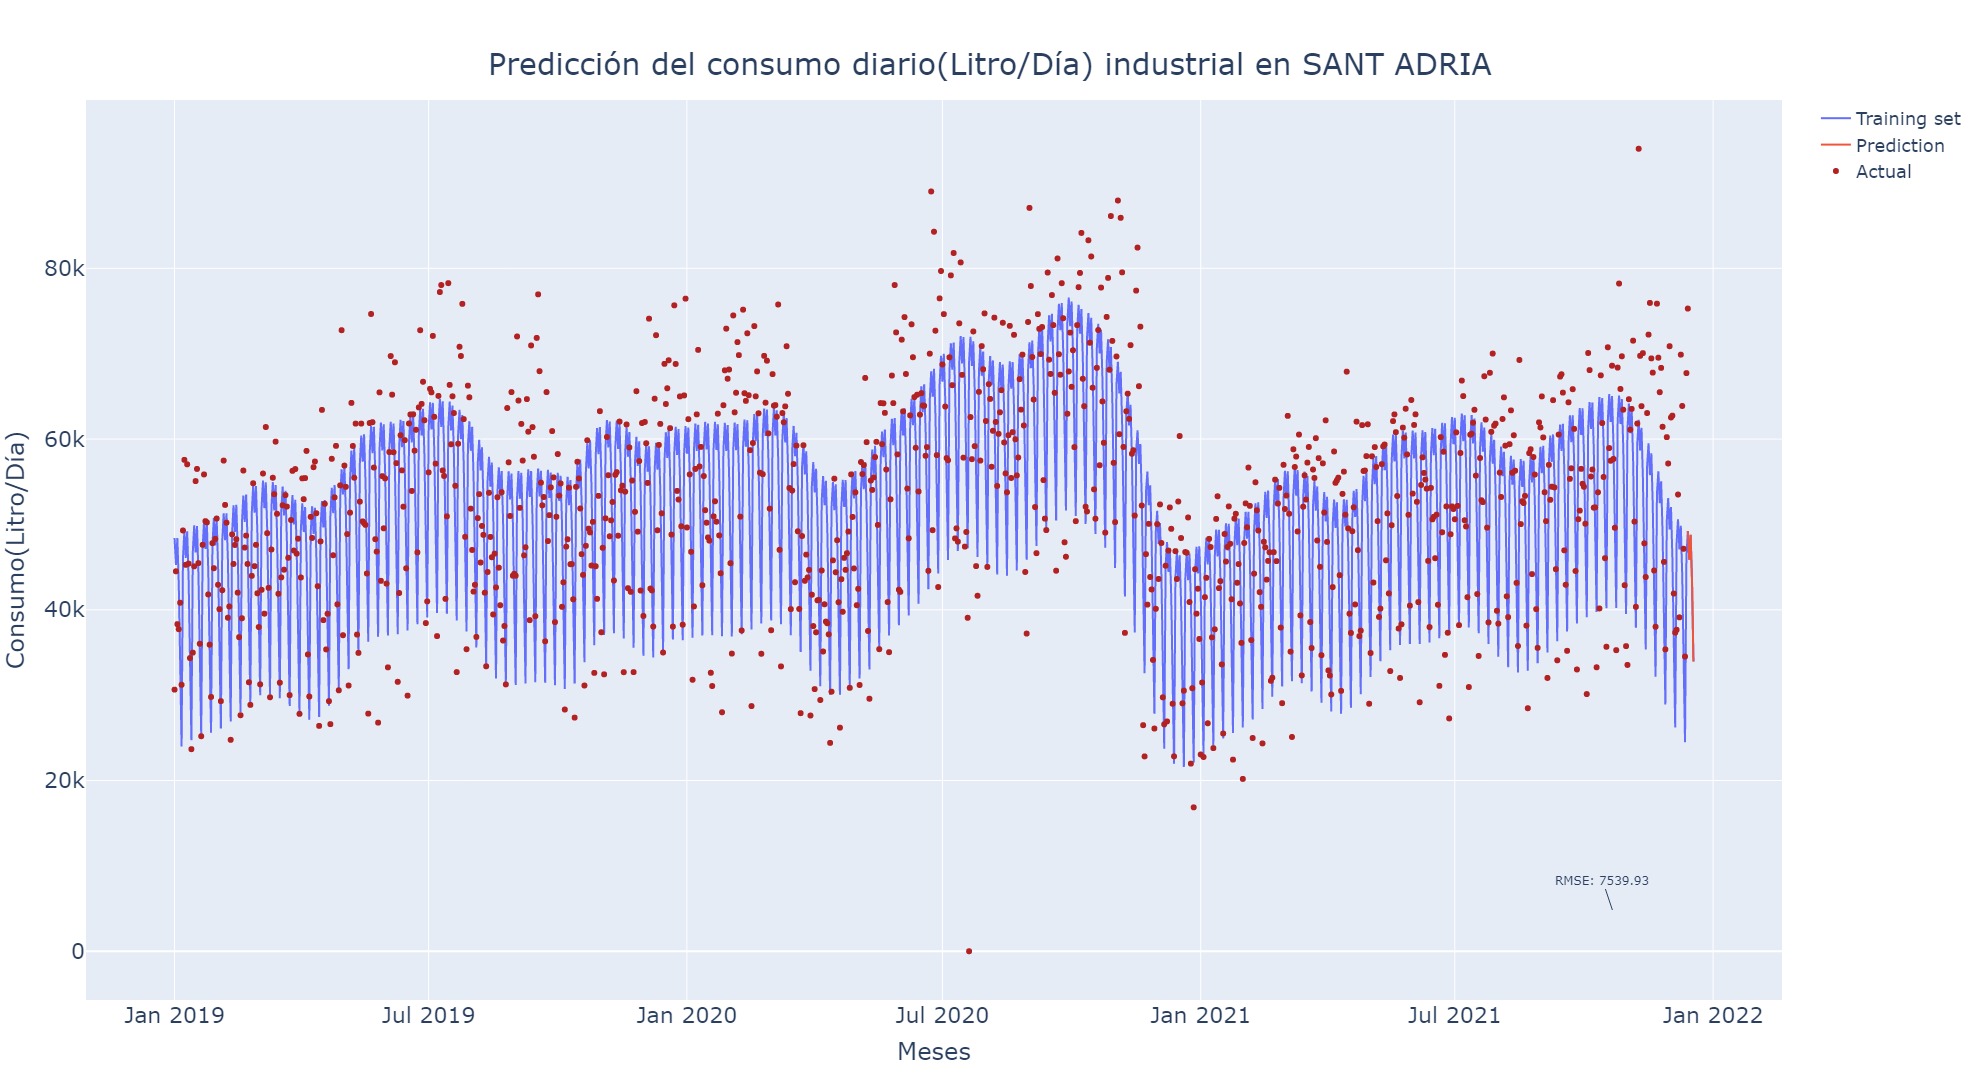 Predicción del consumo diario(Litro/Día) industrial en SANT ADRIA
Training set
Prediction
Actual
Consumo(Litro/Día)
80k
60k
40k
20k
0
RMSE: 7539.93
Jan 2019
Jul 2019
Jan 2020
Jul 2020
Jan 2021
Jul 2021
Jan 2022
Meses